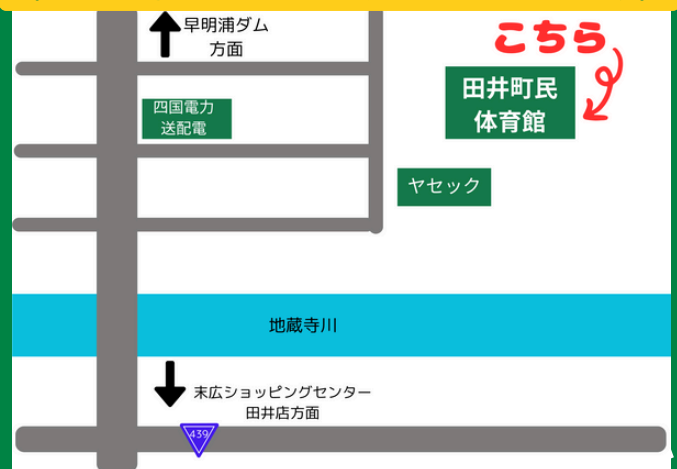 早明浦ダム
方面
こちら
田井町民
体育館
四国電力
送配電
ヤセック
地蔵寺川
末広ショッピングセンター
田井店方面
439